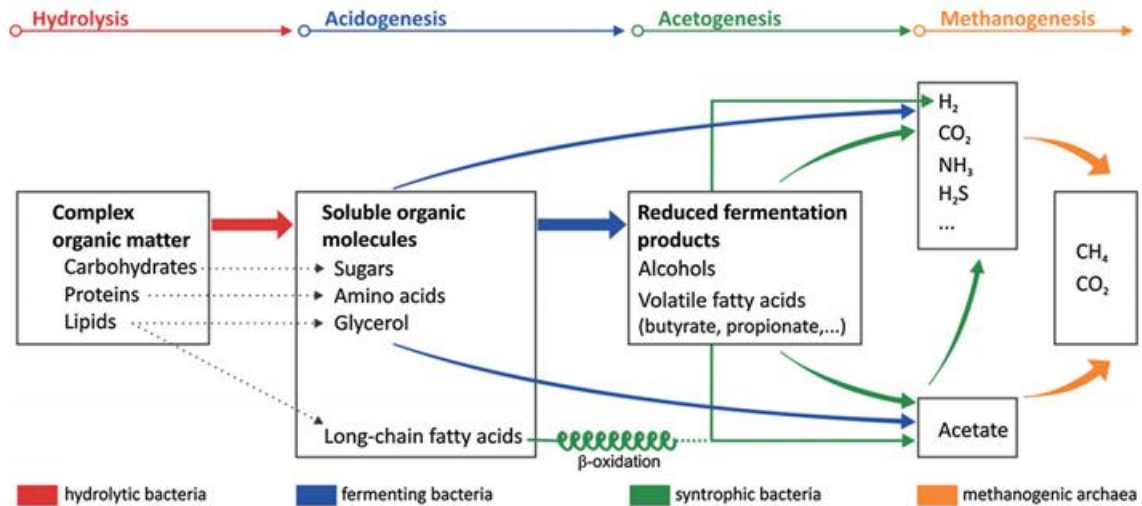 Hydrolysis
Acidogenesis
Acetogenesis
Methanogenesis
Complex
organic matter
Carbohydrates
Proteins
Lipids
Soluble organic
molecules
Sugars
Amino acids
Glycerol
Long-chain fatty acids
β-oxidation
Reduced fermentation
products
Alcohols
Volatile fatty acids
(butyrate, propionate,...)
H₂
CO₂
NH₃
H₂S
...
Acetate
CH₄
CO₂
hydrolytic bacteria
fermenting bacteria
syntrophic bacteria
methanogenic archaea